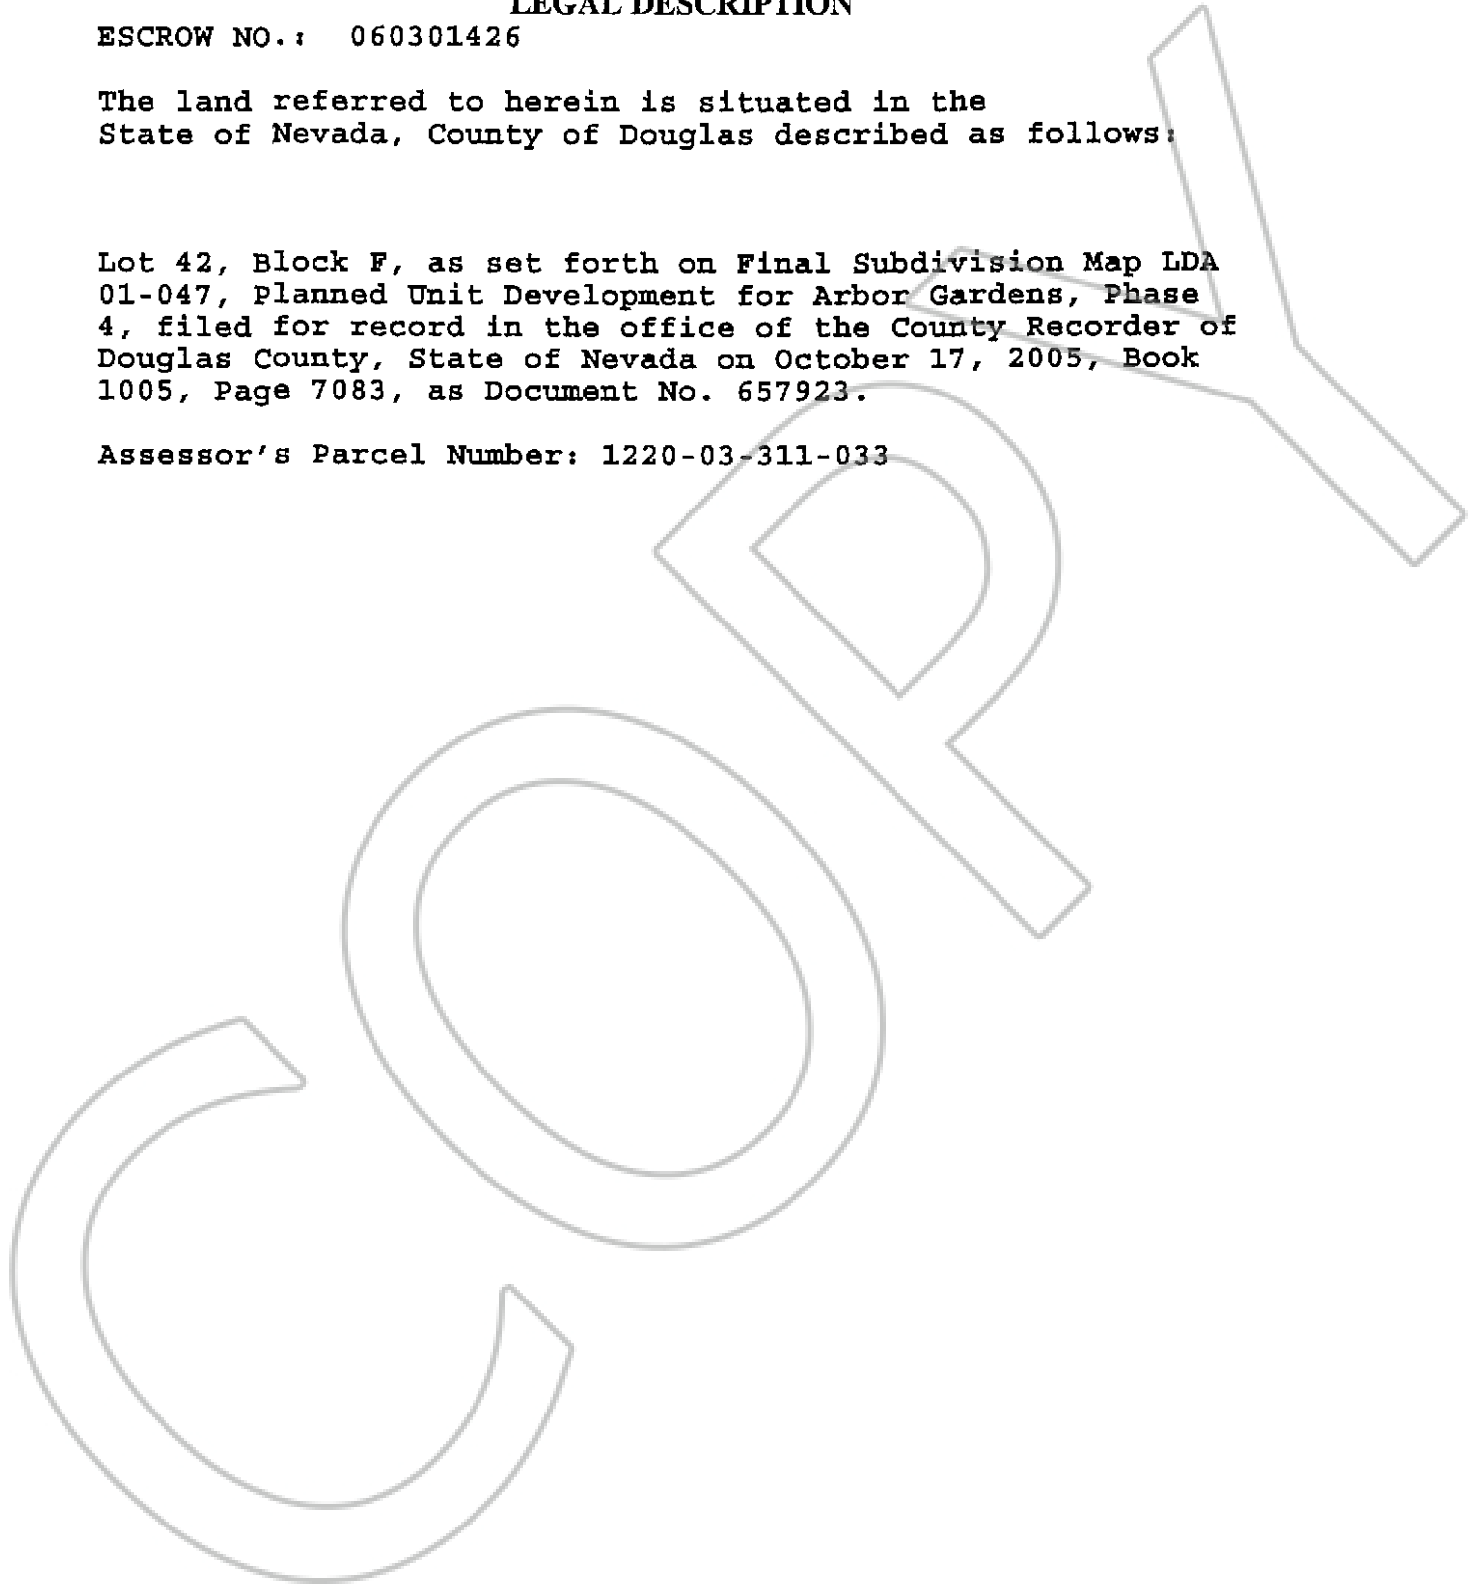 LEGAL DESCRIPTION
ESCROW NO.: 060301426
The land referred to herein is situated in the
State of Nevada, County of Douglas described as follows:
Lot 42, Block F, as set forth on Final Subdivision Map LDA
01-047, Planned Unit Development for Arbor Gardens, Phase
4, filed for record in the office of the County Recorder of
Douglas County, State of Nevada on October 17, 2005, Book
1005, Page 7083, as Document No. 657923.
Assessor's Parcel Number: 1220-03-311-033
COPY